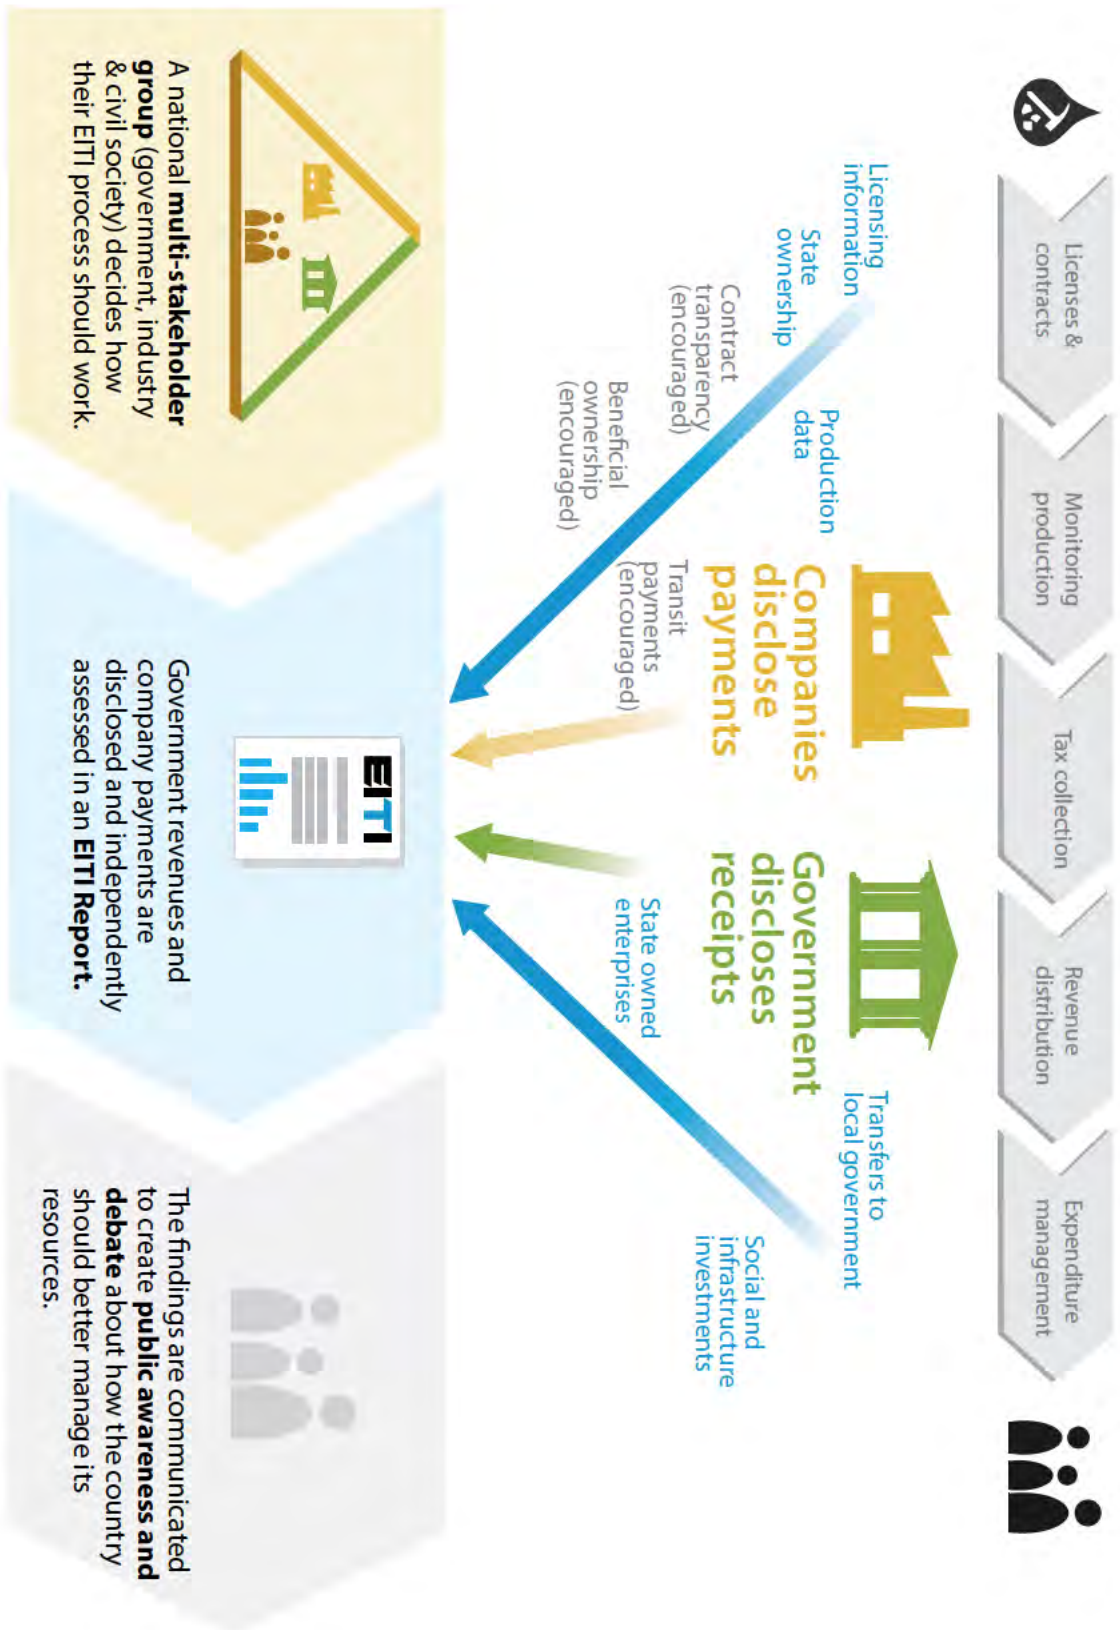 Licenses &
contracts
Monitoring
production
Tax collection
Revenue
distribution
Expenditure
management
Licensing
information
State
ownership
Contract
transparency
(encouraged)
Beneficial
ownership
(encouraged)
Production
data
Companies
disclose
payments
Transit
payments
(encouraged)
Government
discloses
receipts
State owned
enterprises
Transfers to
local government
Social and
infrastructure
investments
A national multi-stakeholder
group (government, industry
& civil society) decides how
their EITI process should work.
EITI
Government revenues and
company payments are
disclosed and independently
assessed in an EITI Report.
The findings are communicated
to create public awareness and
debate about how the country
should better manage its
resources.